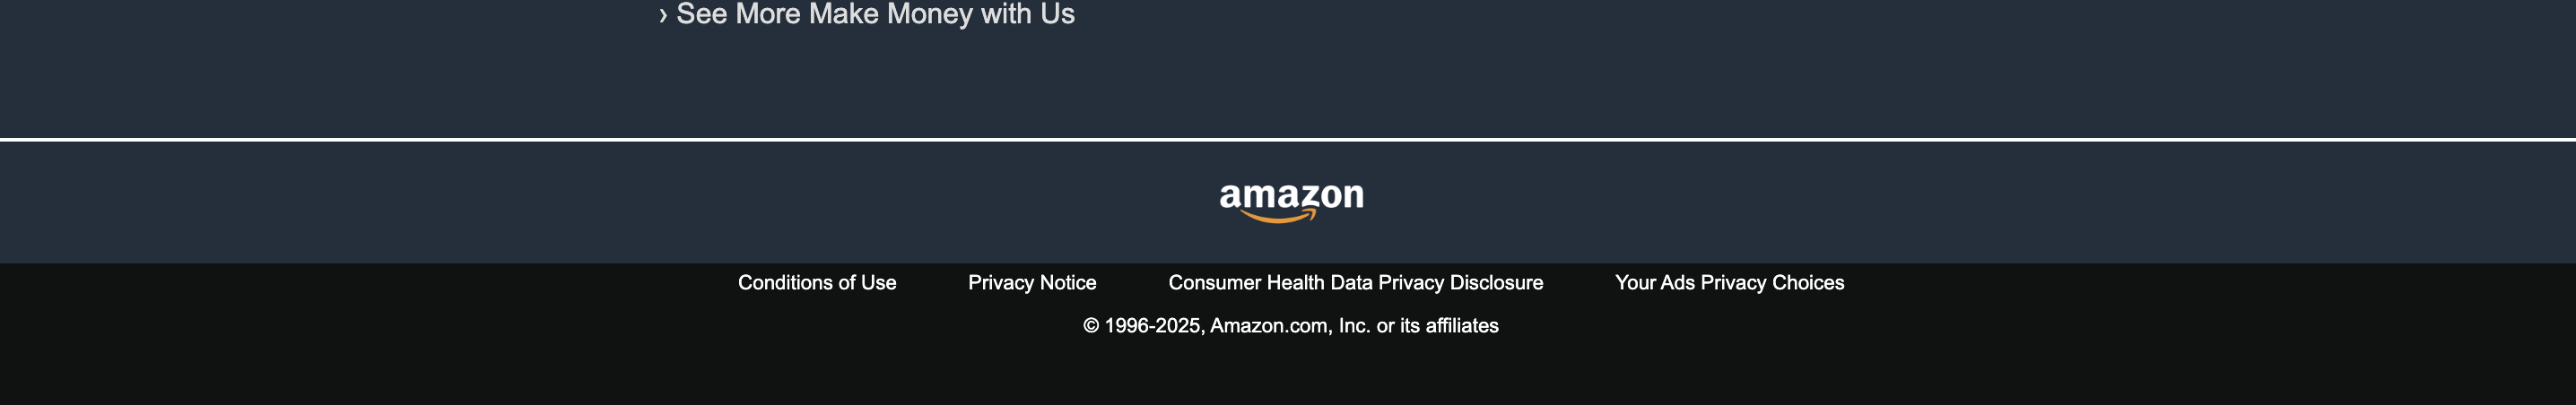 › See More Make Money with Us
amazon
Conditions of Use Privacy Notice Consumer Health Data Privacy Disclosure Your Ads Privacy Choices
© 1996-2025, Amazon.com, Inc. or its affiliates